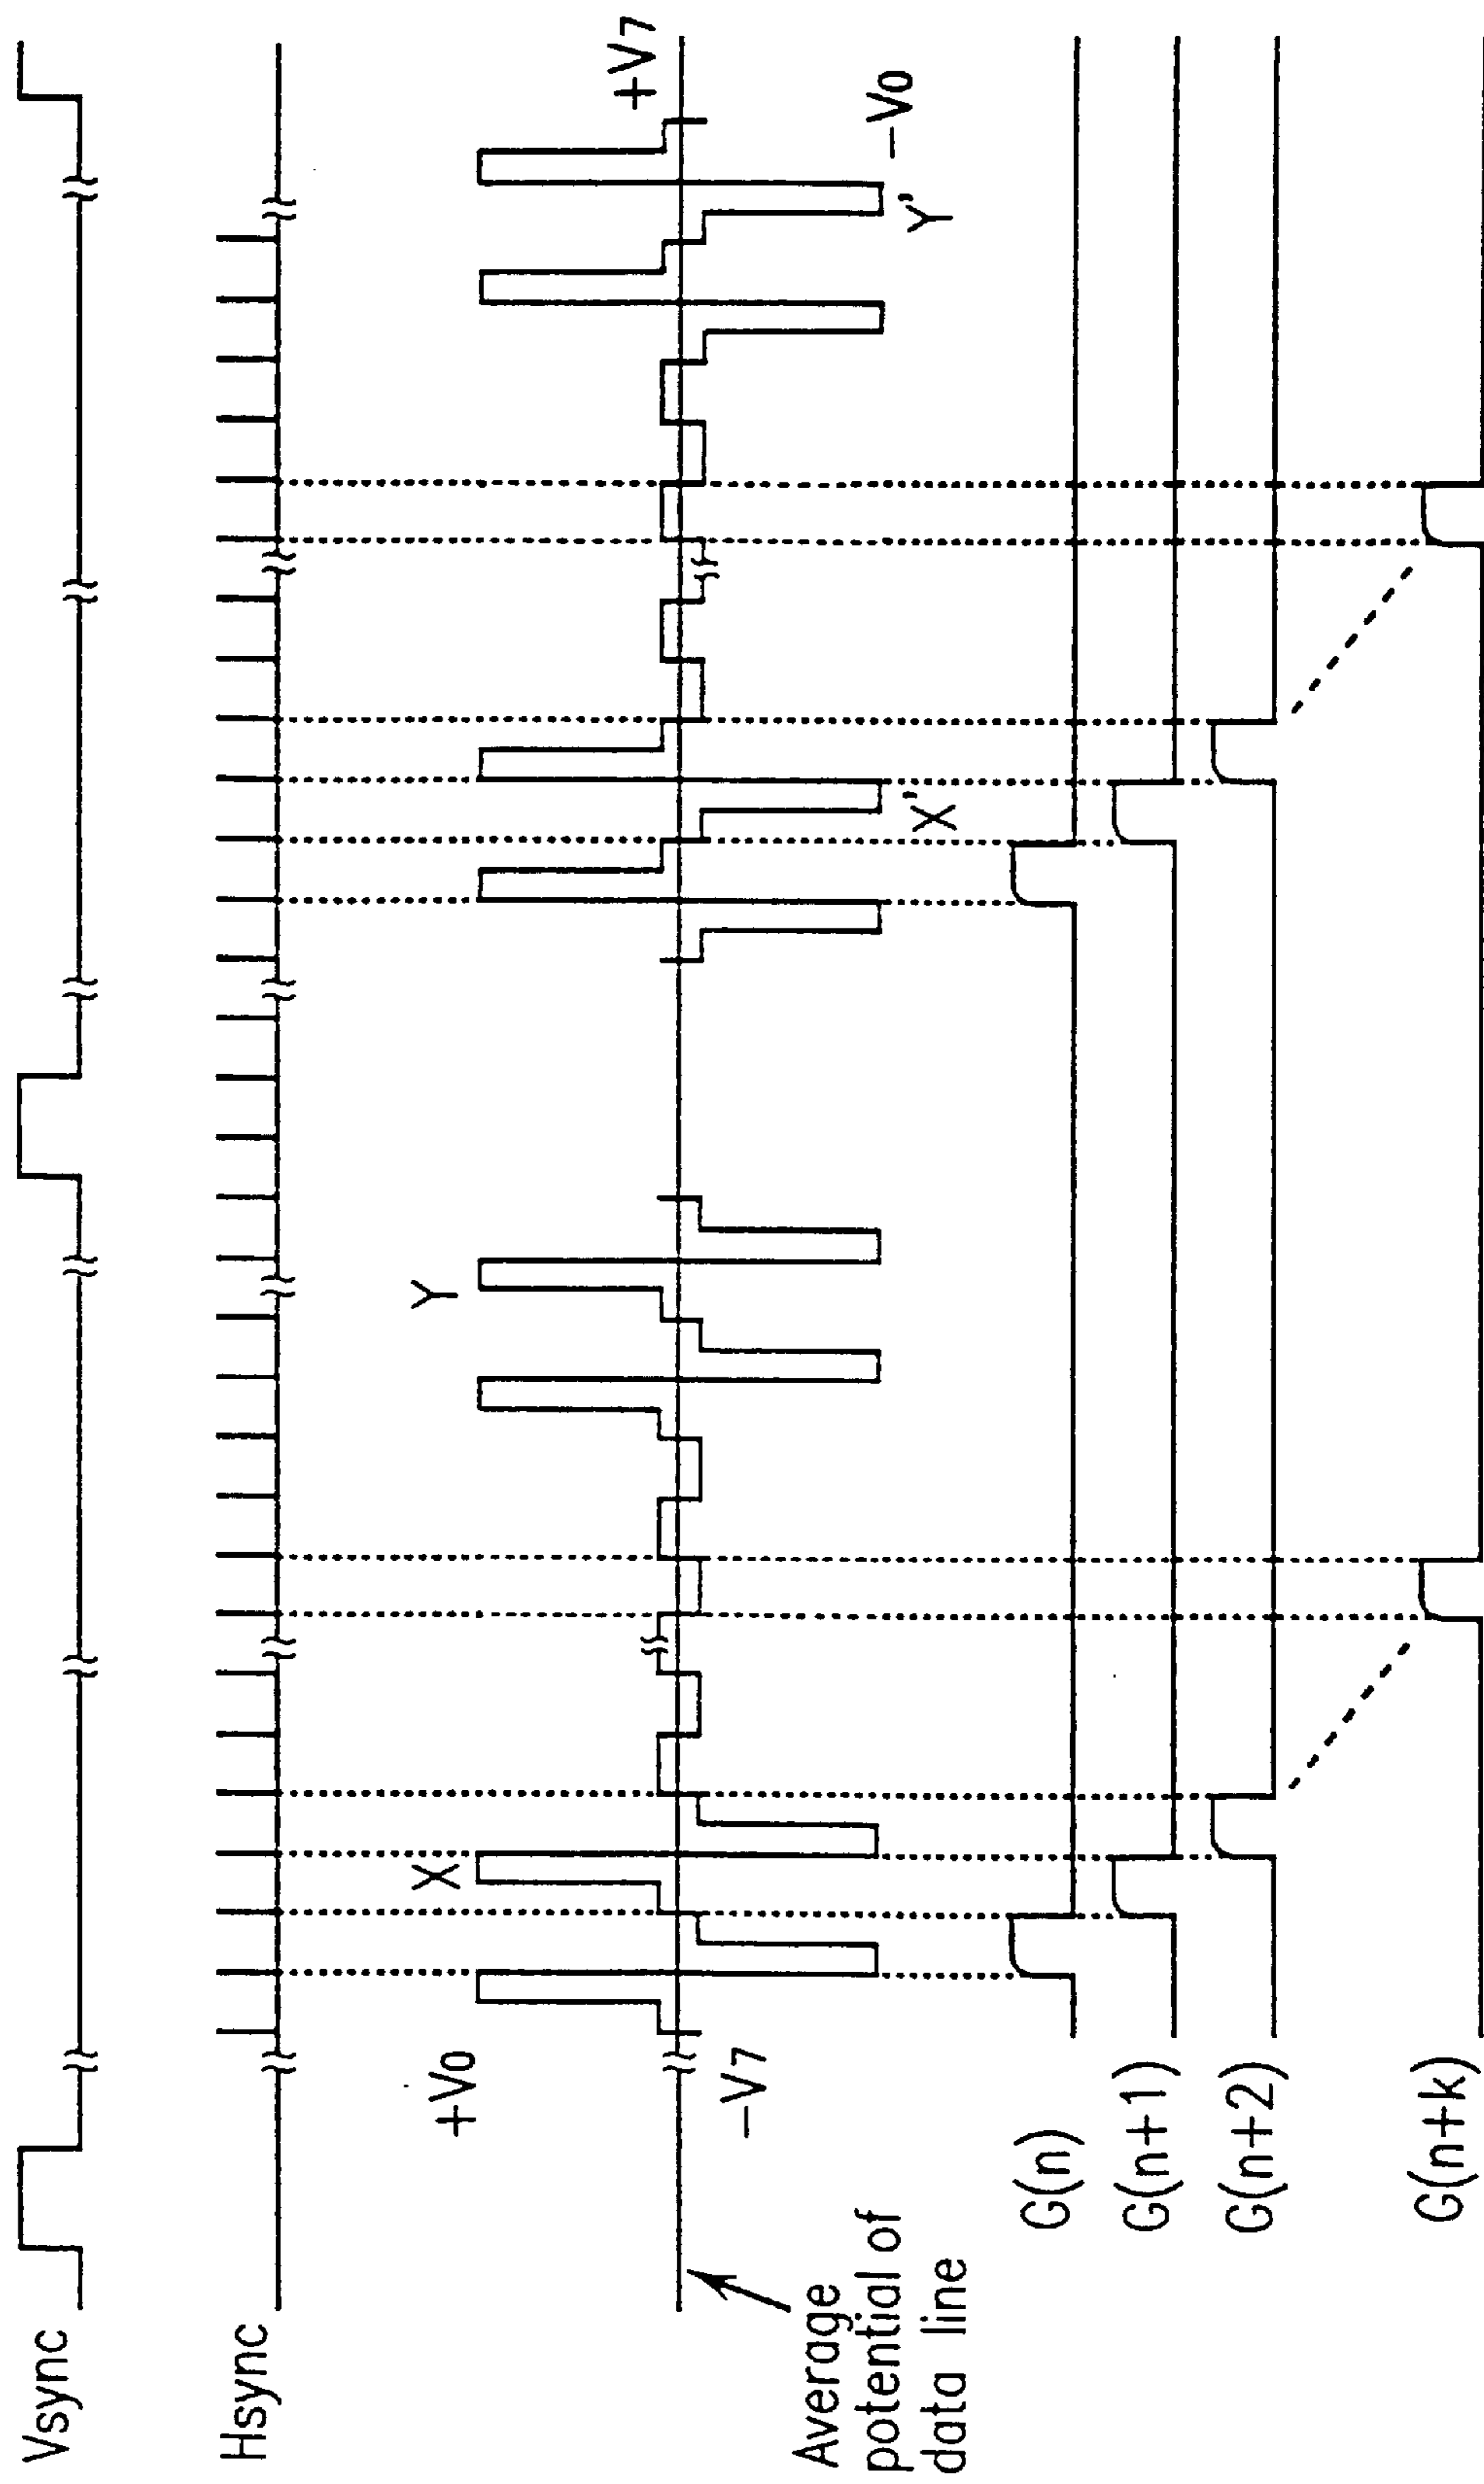 Vsync
Hsync
+V₀
X
Y
+V₇
Average
potential of
data line
−V₇
X'
Y'
−V₀
G(n)
G(n+1)
G(n+2)
G(n+k)